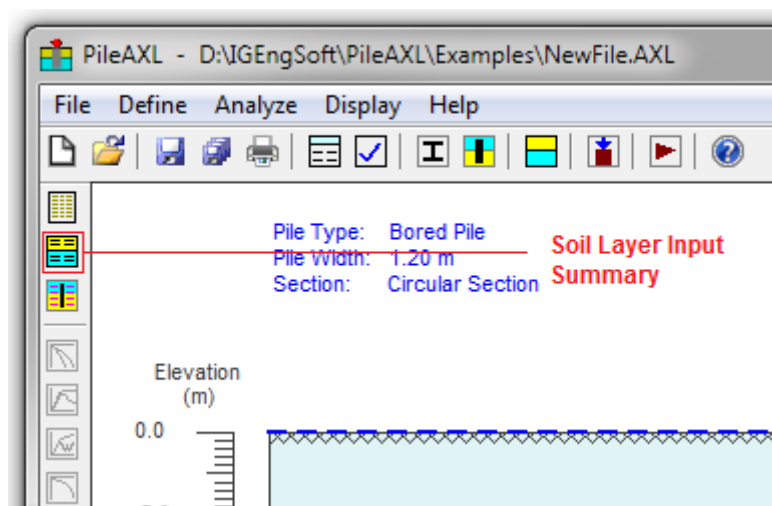 PileAXL - D:\IGEngSoft\PileAXL\Examples\NewFile.AXL
File Define Analyze Display Help
Pile Type: Bored Pile
Pile Width: 1.20 m
Section: Circular Section
Soil Layer Input
Summary
Elevation
(m)
0.0